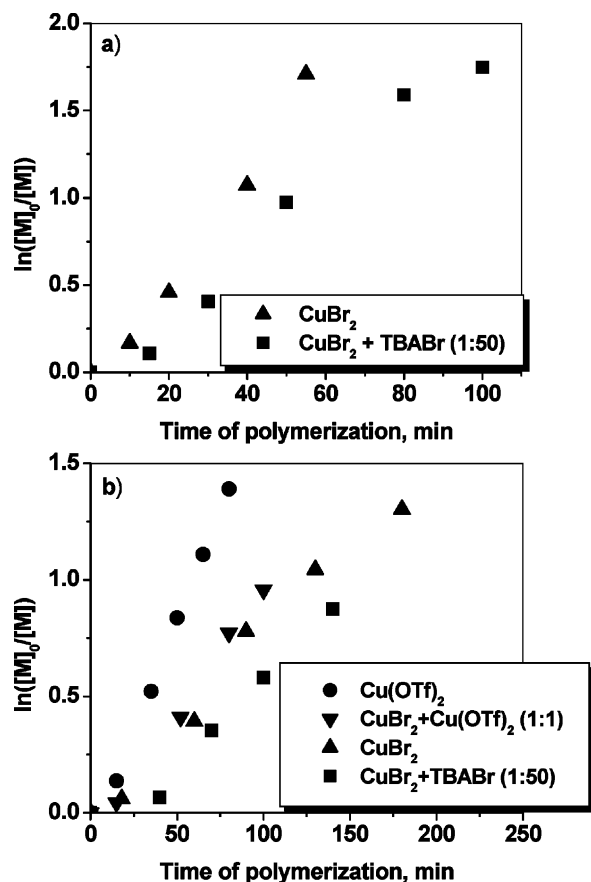 a)
2.0
1.5
1.0
0.5
0.0
ln([M]₀/[M])
CuBr₂
CuBr₂ + TBABr (1:50)
0 20 40 60 80 100
Time of polymerization, min
b)
1.5
1.0
0.5
0.0
ln([M]₀/[M])
Cu(OTf)₂
CuBr₂+Cu(OTf)₂ (1:1)
CuBr₂
CuBr₂+TBABr (1:50)
0 50 100 150 200 250
Time of polymerization, min